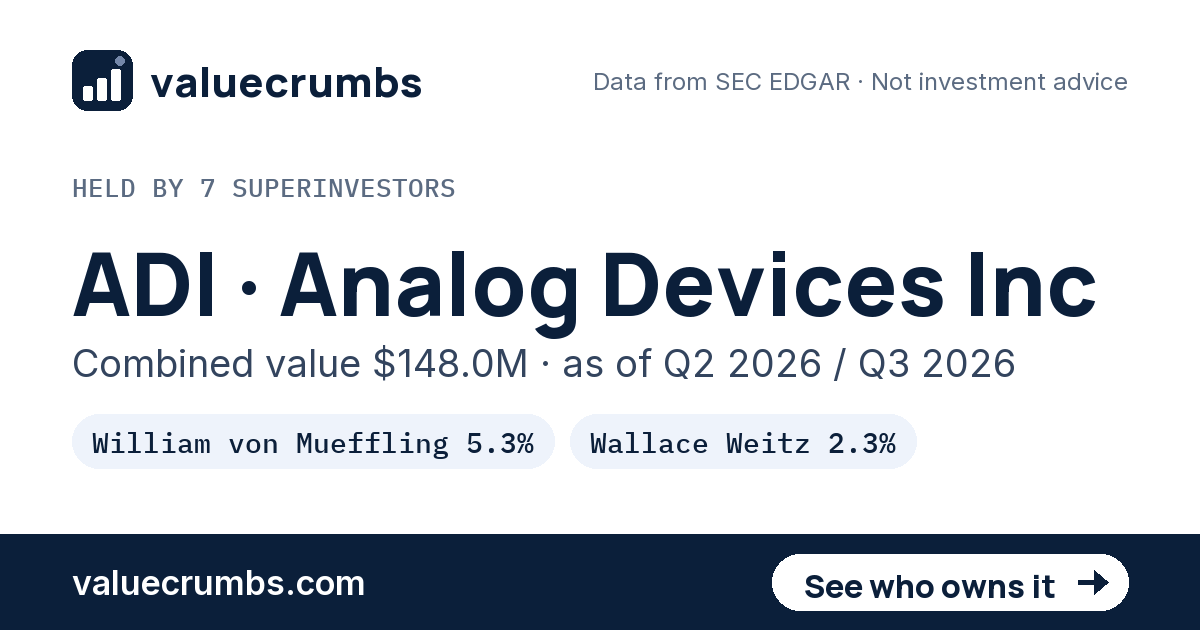 valuecrumbs
Data from SEC EDGAR · Not investment advice
HELD BY 7 SUPERINVESTORS
ADI · Analog Devices Inc
Combined value $148.0M · as of Q2 2026 / Q3 2026
William von Mueffling 5.3%
Wallace Weitz 2.3%
valuecrumbs.com
See who owns it →